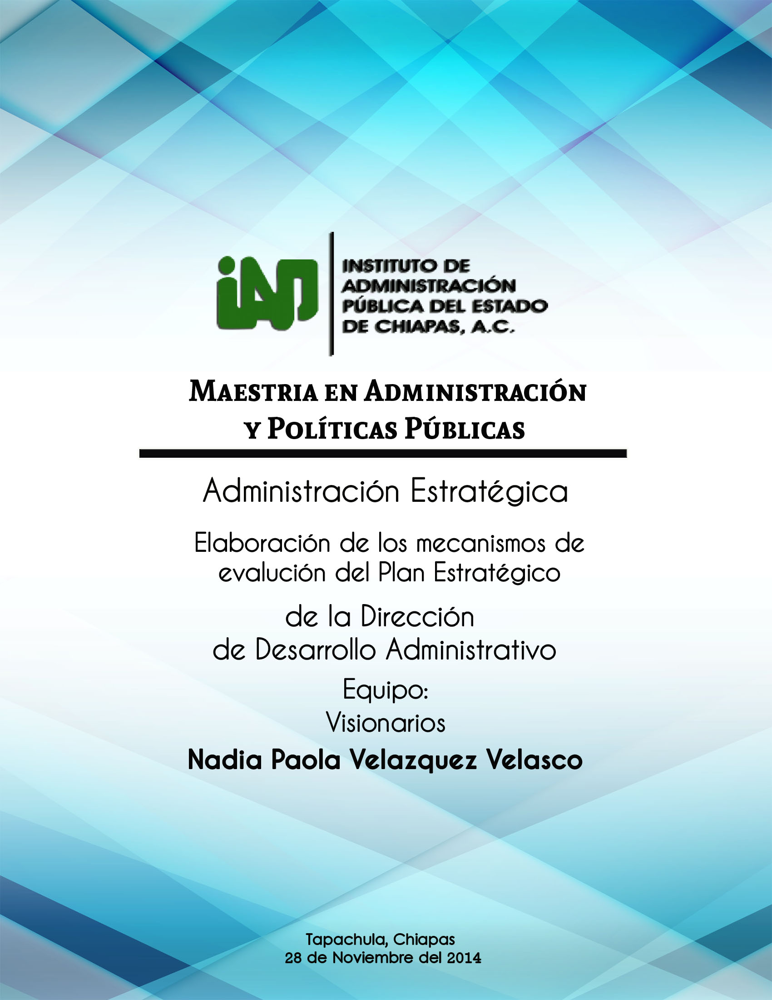 iAP
INSTITUTO DE
ADMINISTRACIÓN
PÚBLICA DEL ESTADO
DE CHIAPAS, A.C.
MAESTRIA EN ADMINISTRACIÓN
Y POLÍTICAS PÚBLICAS
Administración Estratégica
Elaboración de los mecanismos de
evalución del Plan Estratégico
de la Dirección
de Desarrollo Administrativo
Equipo:
Visionarios
Nadia Paola Velazquez Velasco
Tapachula, Chiapas
28 de Noviembre del 2014